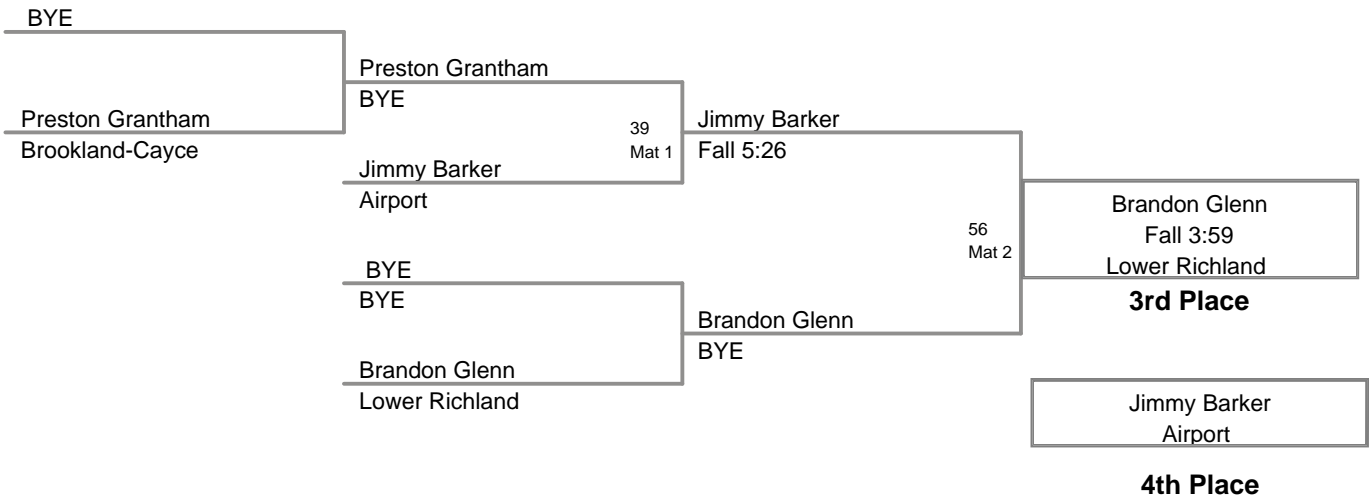 BYE
Preston Grantham
Brookland-Cayce
Preston Grantham
BYE
Jimmy Barker
Airport
39
Mat 1
BYE
BYE
Brandon Glenn
Lower Richland
Jimmy Barker
Fall 5:26
Brandon Glenn
BYE
56
Mat 2
Brandon Glenn
Fall 3:59
Lower Richland
3rd Place
Jimmy Barker
Airport
4th Place